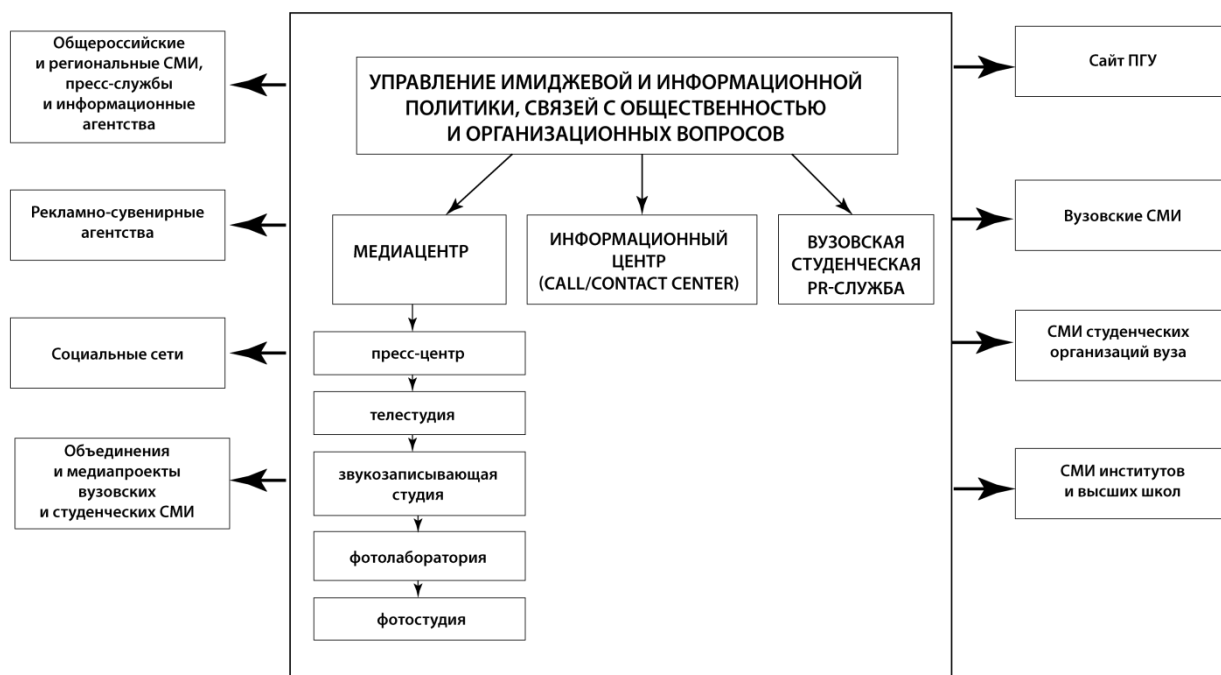 Общероссийские
и региональные СМИ,
пресс-службы
и информационные
агентства
Рекламно-сувенирные
агентства
Социальные сети
Объединения
и медиапроекты
вузовских
и студенческих СМИ
УПРАВЛЕНИЕ ИМИДЖЕВОЙ И ИНФОРМАЦИОННОЙ
ПОЛИТИКИ, СВЯЗЕЙ С ОБЩЕСТВЕННОСТЬЮ
И ОРГАНИЗАЦИОННЫХ ВОПРОСОВ
МЕДИАЦЕНТР
ИНФОРМАЦИОННЫЙ
ЦЕНТР
(CALL/CONTACT CENTER)
ВУЗОВСКАЯ
СТУДЕНЧЕСКАЯ
PR-СЛУЖБА
пресс-центр
телестудия
звукозаписывающая
студия
фотолаборатория
фотостудия
Сайт ПГУ
Вузовские СМИ
СМИ студенческих
организаций вуза
СМИ институтов
и высших школ